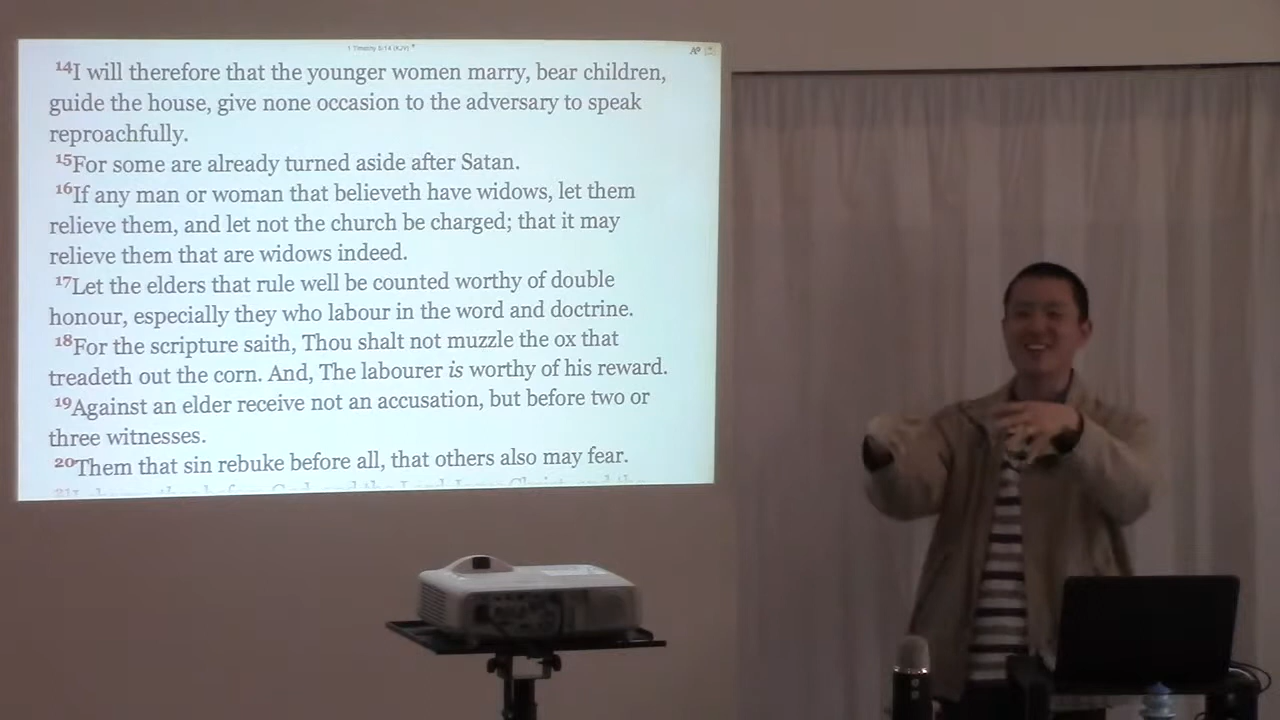 1 Timothy 5:14 (KJV)
14I will therefore that the younger women marry, bear children,
guide the house, give none occasion to the adversary to speak
reproachfully.
15For some are already turned aside after Satan.
16If any man or woman that believeth have widows, let them
relieve them, and let not the church be charged; that it may
relieve them that are widows indeed.
17Let the elders that rule well be counted worthy of double
honour, especially they who labour in the word and doctrine.
18For the scripture saith, Thou shalt not muzzle the ox that
treadeth out the corn. And, The labourer is worthy of his reward.
19Against an elder receive not an accusation, but before two or
three witnesses.
20Them that sin rebuke before all, that others also may fear.